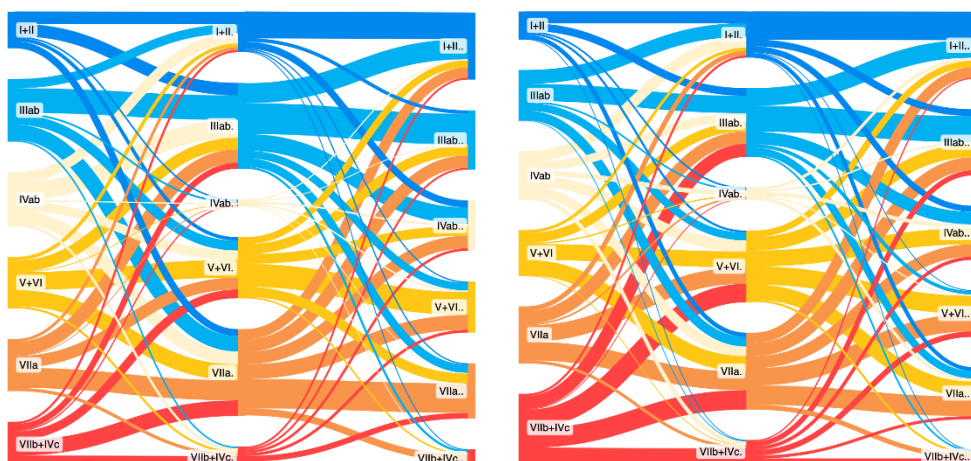 I+II
IIIab
IVab
V+VI
VIIa
VIIb+IVc
I+II.
IIIab.
IVab.
V+VI.
VIIa.
VIIb+IVc.
I+II..
IIIab..
IVab..
V+VI..
VIIa..
VIIb+IVc..
I+II
IIIab
IVab
V+VI
VIIa
VIIb+IVc
I+II.
IIIab.
IVab.
V+VI.
VIIa.
VIIb+IVc.
I+II..
IIIab..
IVab..
V+VI..
VIIa..
VIIb+IVc..